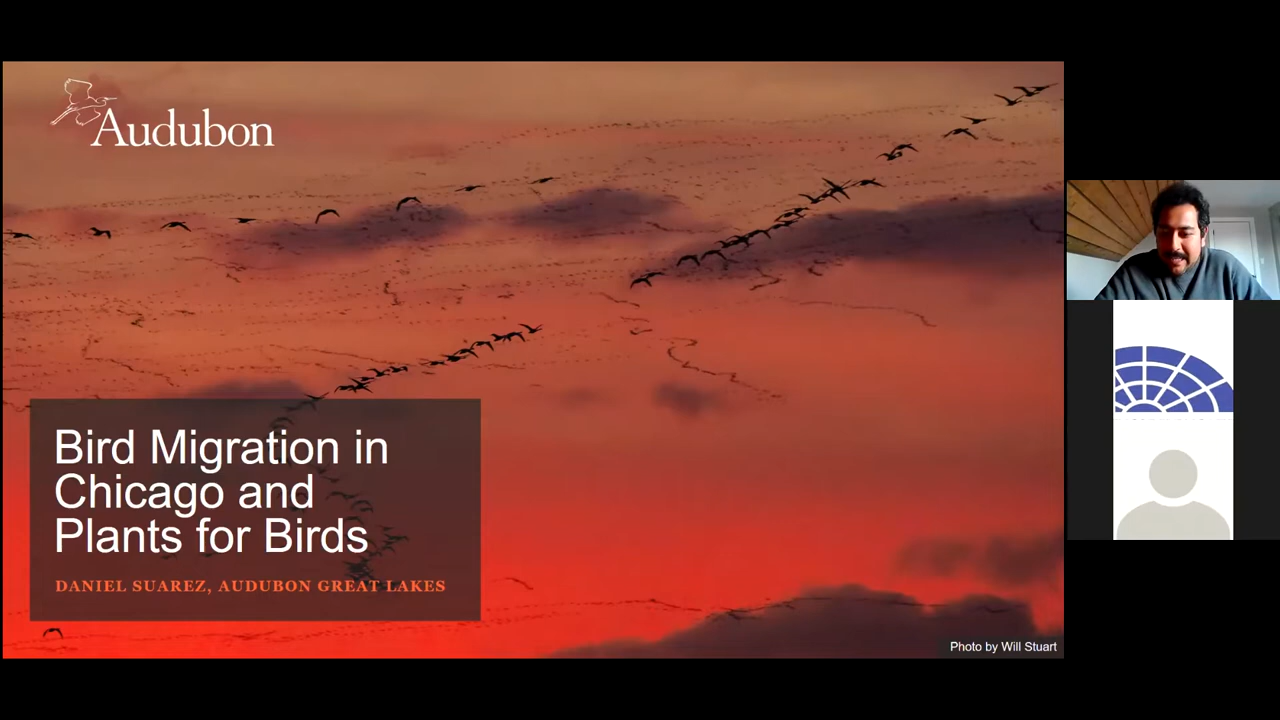 Audubon
Bird Migration in
Chicago and
Plants for Birds
DANIEL SUAREZ, AUDUBON GREAT LAKES
Photo by Will Stuart